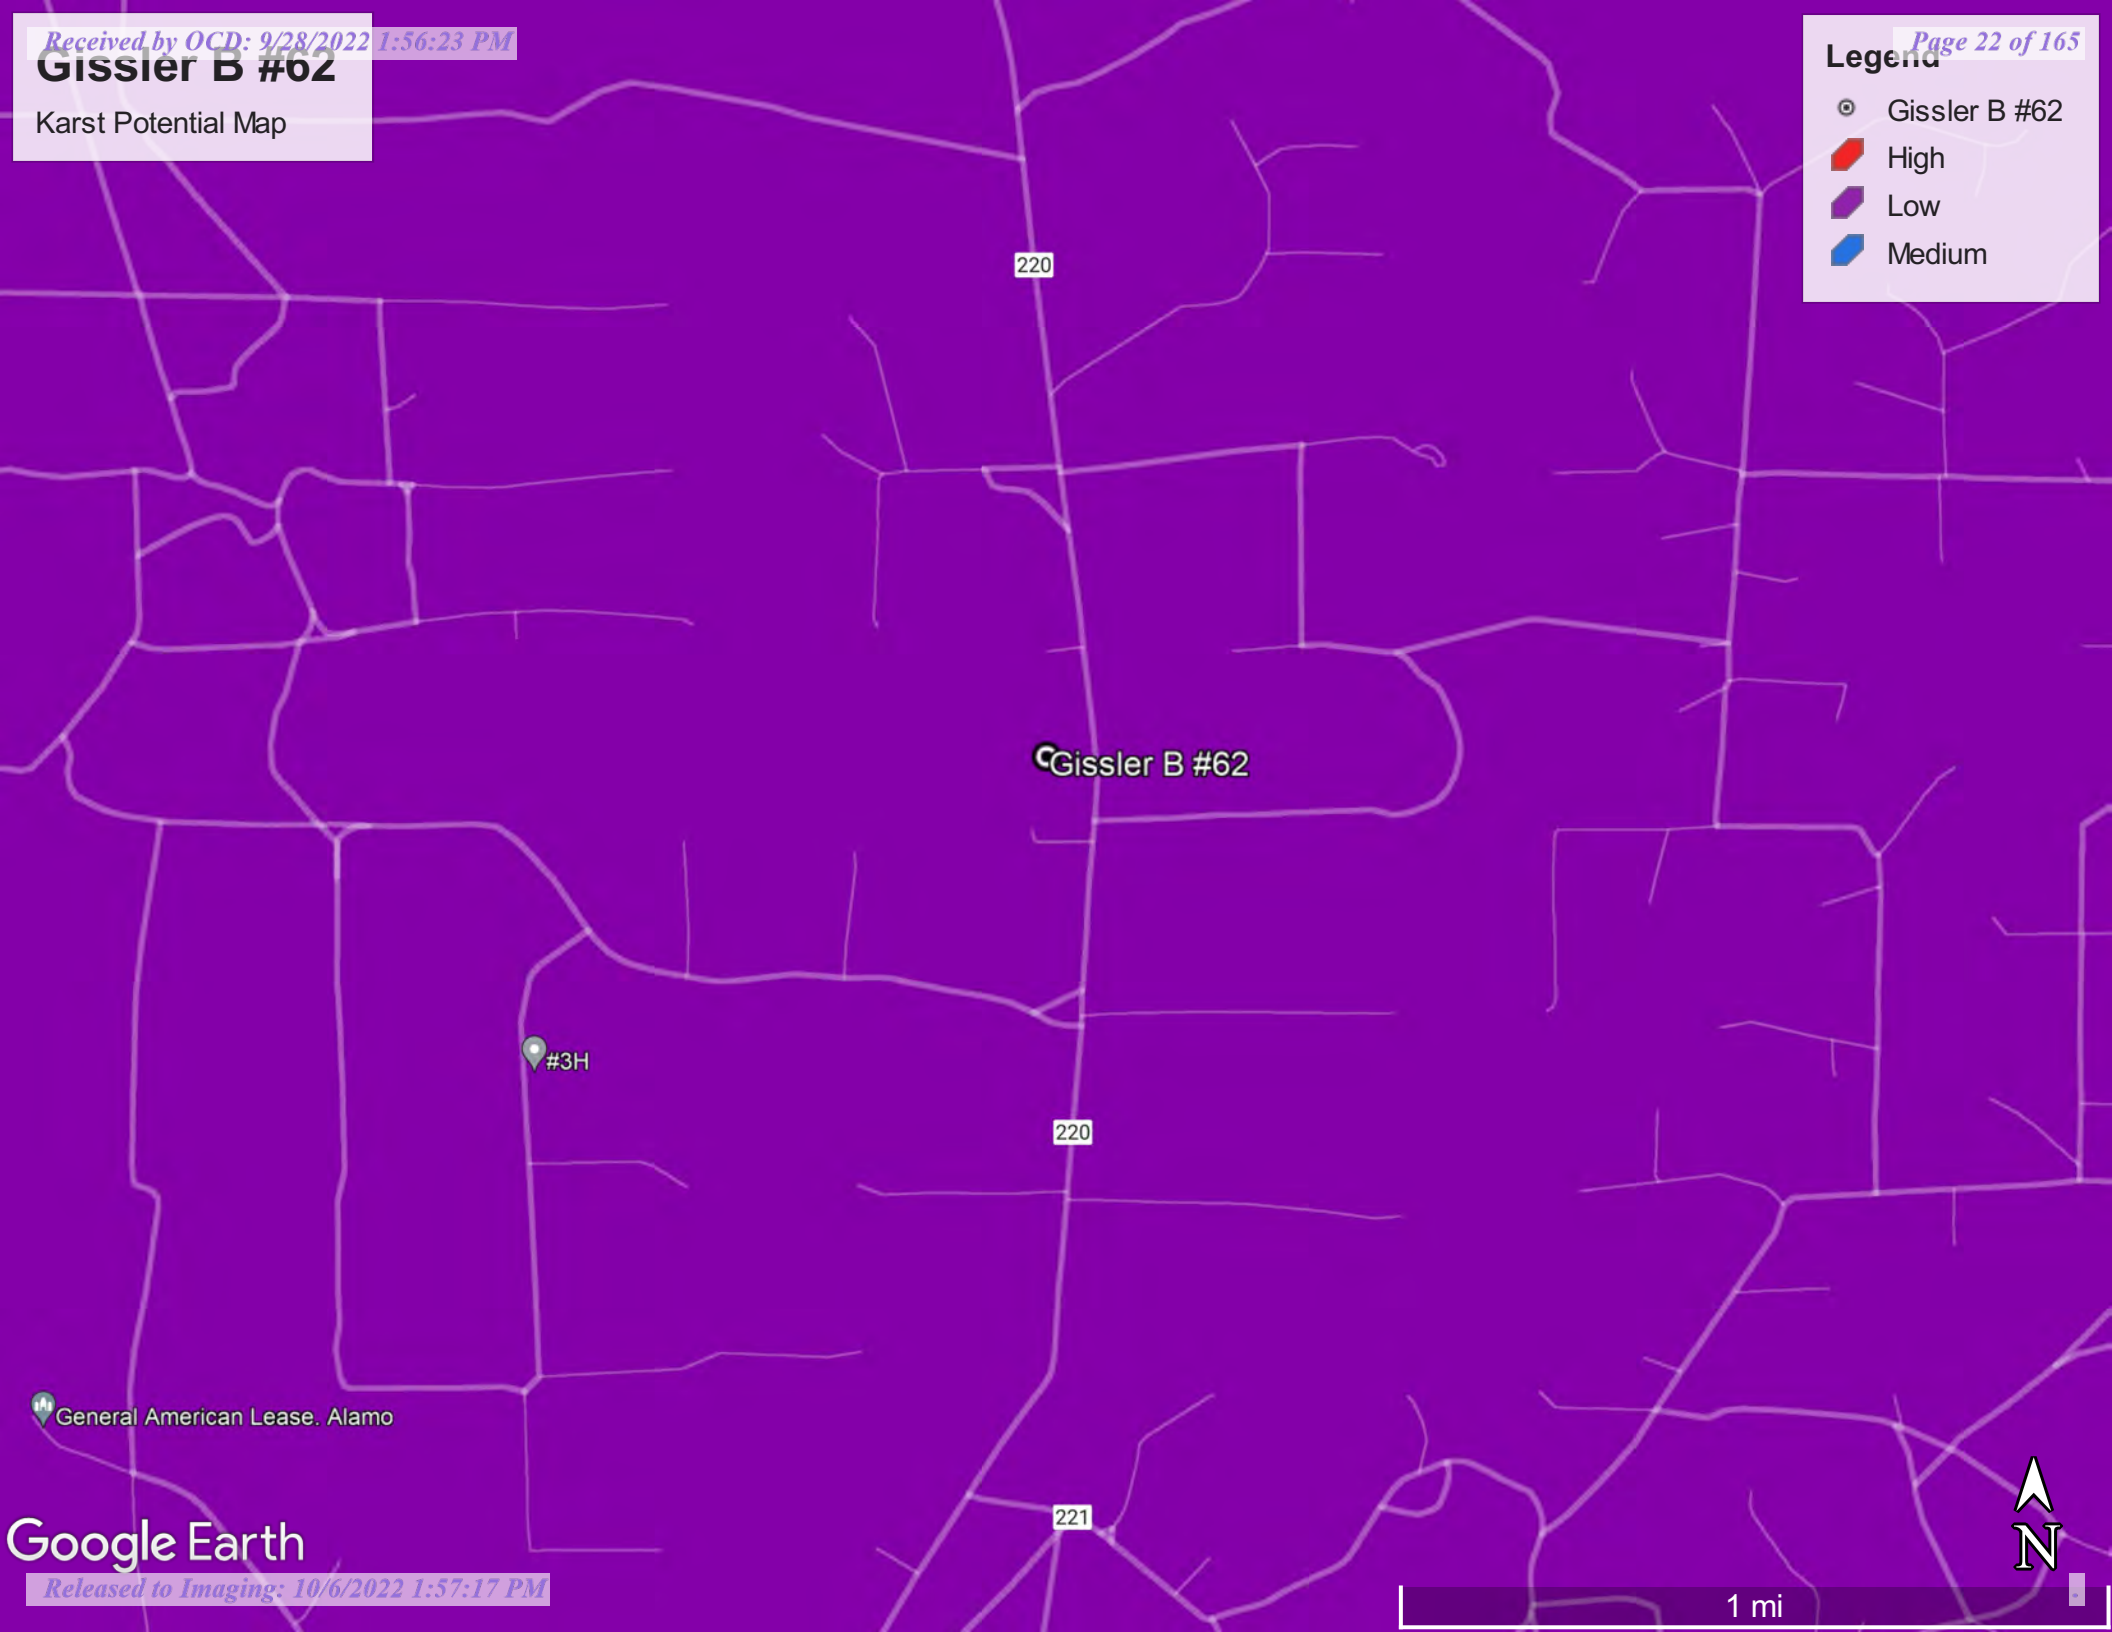 Received by OCD: 9/28/2022 1:56:23 PM
Page 22 of 165
Gissler B #62
Karst Potential Map
Legend
Gissler B #62
High
Low
Medium
220
Gissler B #62
#3H
220
General American Lease. Alamo
221
Google Earth
N
Released to Imaging: 10/6/2022 1:57:17 PM
1 mi